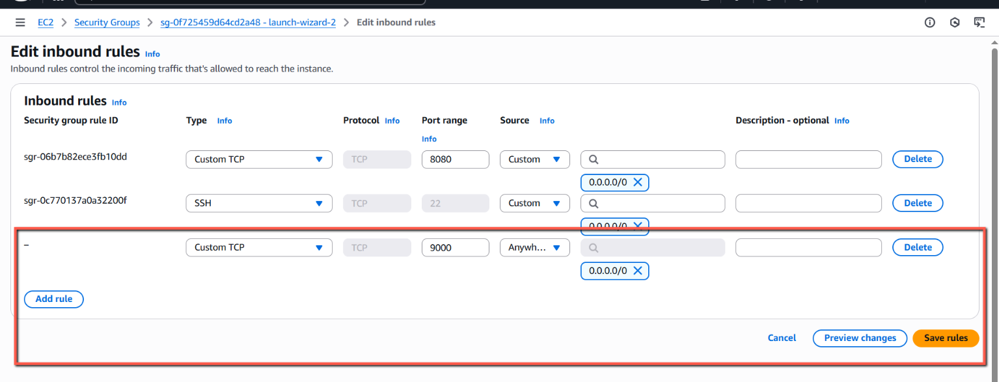 EC2 > Security Groups > sg-0f725459d64cd2a48 - launch-wizard-2 > Edit inbound rules
Edit inbound rules Info
Inbound rules control the incoming traffic that's allowed to reach the instance.
Inbound rules Info
Security group rule ID Type Info Protocol Info Port range Source Info Description - optional Info
Info
sgr-06b7b82ece3fb10dd Custom TCP TCP 8080 Custom Delete
0.0.0.0/0
sgr-0c770137a0a32200f SSH TCP 22 Custom Delete
0.0.0.0/0
– Custom TCP TCP 9000 Anywh... Delete
0.0.0.0/0
Add rule
Cancel Preview changes Save rules